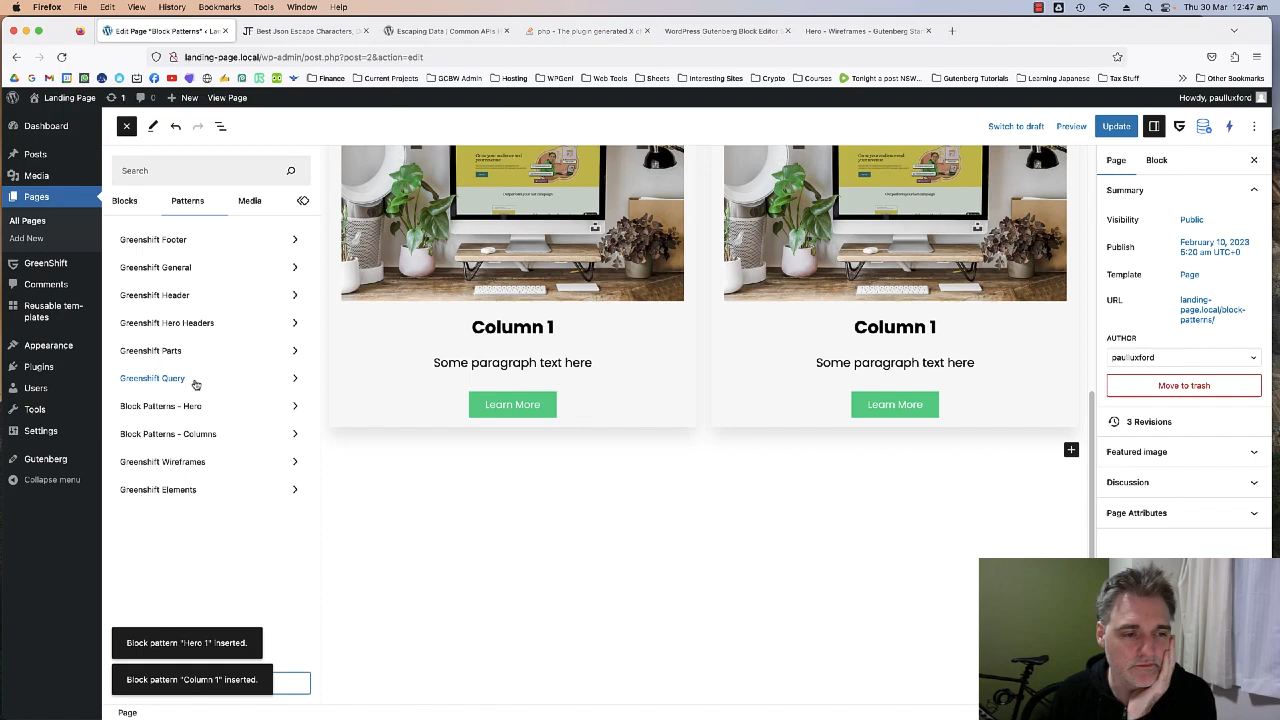 Firefox File Edit View History Bookmarks Tools Window Help Thu 30 Mar 12:47 am
Edit Page "Block Patterns" ‹ Lan Best Json Escape Characters, D Escaping Data | Common APIs H php - The plugin generated X ch WordPress Gutenberg Block Editor Hero - Wireframes - Gutenberg Sta
landing-page.local/wp-admin/post.php?post=2&action=edit
Finance Current Projects GCBW Admin Hosting WPGenI Web Tools Sheets Interesting Sites Crypto Courses Tonight a post NSW... Gutenberg Tutorials Learning Japanese Tax Stuff Other Bookmarks
Landing Page 1 0 New View Page Howdy, paulluxford
Dashboard
Posts
Media
Pages
All Pages
Add New
GreenShift
Comments
Reusable tem-
plates
Appearance
Plugins
Users
Tools
Settings
Gutenberg
Collapse menu
Switch to draft Preview Update
Search
Blocks Patterns Media
Greenshift Footer
Greenshift General
Greenshift Header
Greenshift Hero Headers
Greenshift Parts
Greenshift Query
Block Patterns - Hero
Block Patterns - Columns
Greenshift Wireframes
Greenshift Elements
Block pattern "Hero 1" inserted.
Block pattern "Column 1" inserted.
Page
Column 1
Some paragraph text here
Learn More
Column 1
Some paragraph text here
Learn More
Page Block
Summary
Visibility Public
Publish February 10, 2023
5:20 am UTC+0
Template Page
URL landing-
page.local/block-
patterns/
AUTHOR
paulluxford
Move to trash
3 Revisions
Featured image
Discussion
Page Attributes